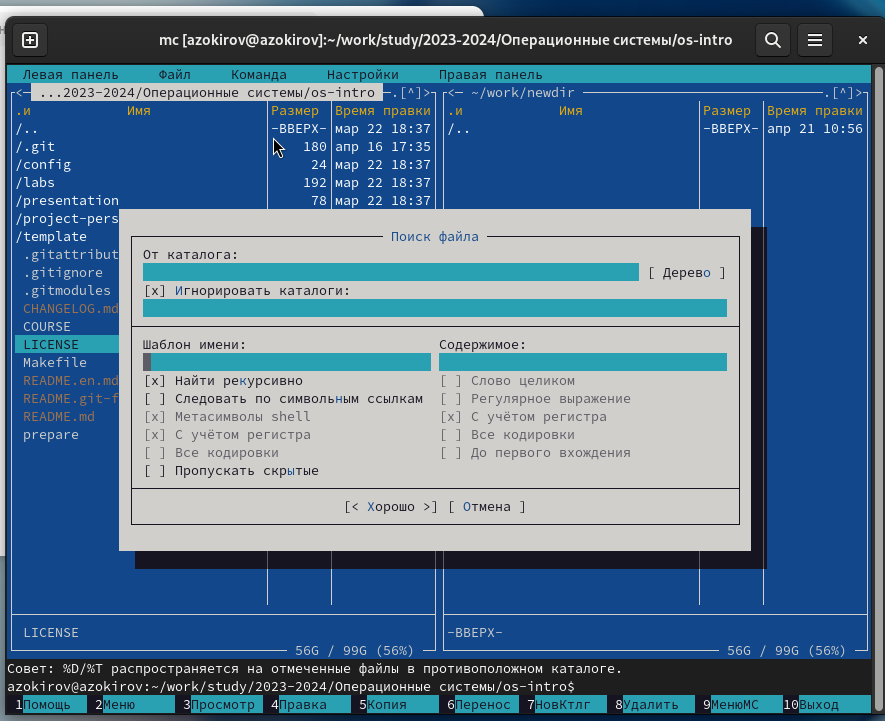 mc [azokirov@azokirov]:~/work/study/2023-2024/Операционные системы/os-intro
Левая панель Файл Команда Настройки Правая панель
<─ ...2023-2024/Операционные системы/os-intro ─.[^]>
.и Имя Размер Время правки
/.. -ВВЕРХ- мар 22 18:37
/.git 180 апр 16 17:35
/config 24 мар 22 18:37
/labs 192 мар 22 18:37
/presentation 78 мар 22 18:37
/project-pers
/template
.gitattribut
.gitignore
.gitmodules
CHANGELOG.md
COURSE
LICENSE
Makefile
README.en.md
README.git-f
README.md
prepare
LICENSE
56G / 99G (56%)
<─ ~/work/newdir ─.[^]>
.и Имя Размер Время правки
/.. -ВВЕРХ- апр 21 10:56
-ВВЕРХ-
56G / 99G (56%)
Поиск файла
От каталога:
[ Дерево ]
[x] Игнорировать каталоги:
Шаблон имени: Содержимое:
[x] Найти рекурсивно [ ] Слово целиком
[ ] Следовать по символьным ссылкам [ ] Регулярное выражение
[x] Метасимволы shell [x] С учётом регистра
[x] С учётом регистра [ ] Все кодировки
[ ] Все кодировки [ ] До первого вхождения
[ ] Пропускать скрытые
[< Хорошо >] [ Отмена ]
Совет: %D/%T распространяется на отмеченные файлы в противоположном каталоге.
azokirov@azokirov:~/work/study/2023-2024/Операционные системы/os-intro$
1Помощь 2Меню 3Просмотр 4Правка 5Копия 6Перенос 7НовКтлг 8Удалить 9МенюМС 10Выход